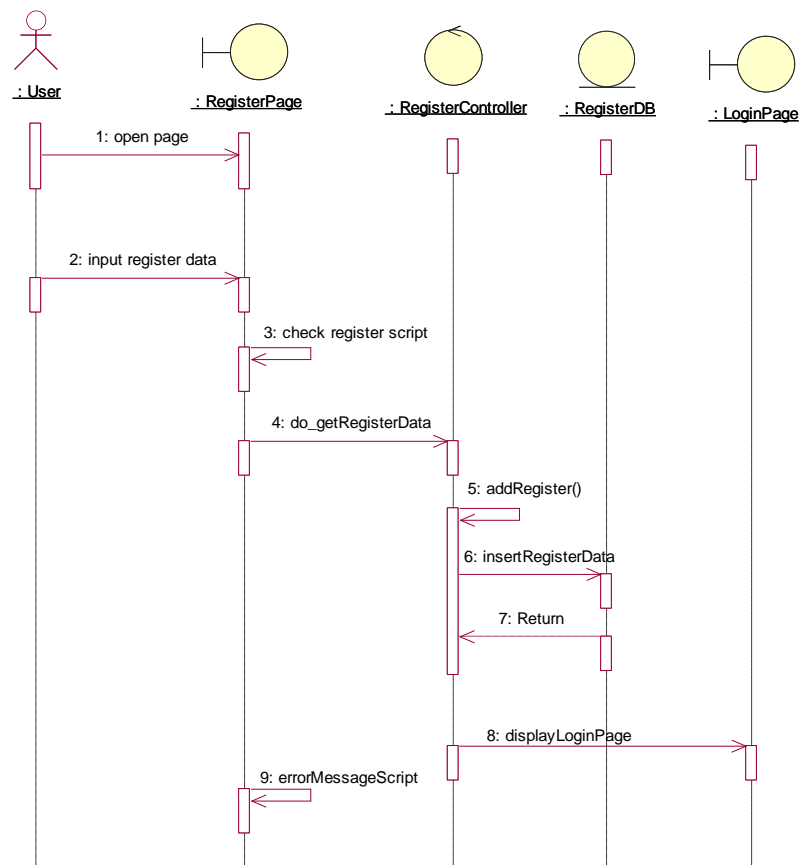 : User
: RegisterPage
: RegisterController
: RegisterDB
: LoginPage
1: open page
2: input register data
3: check register script
4: do_getRegisterData
5: addRegister()
6: insertRegisterData
7: Return
8: displayLoginPage
9: errorMessageScript